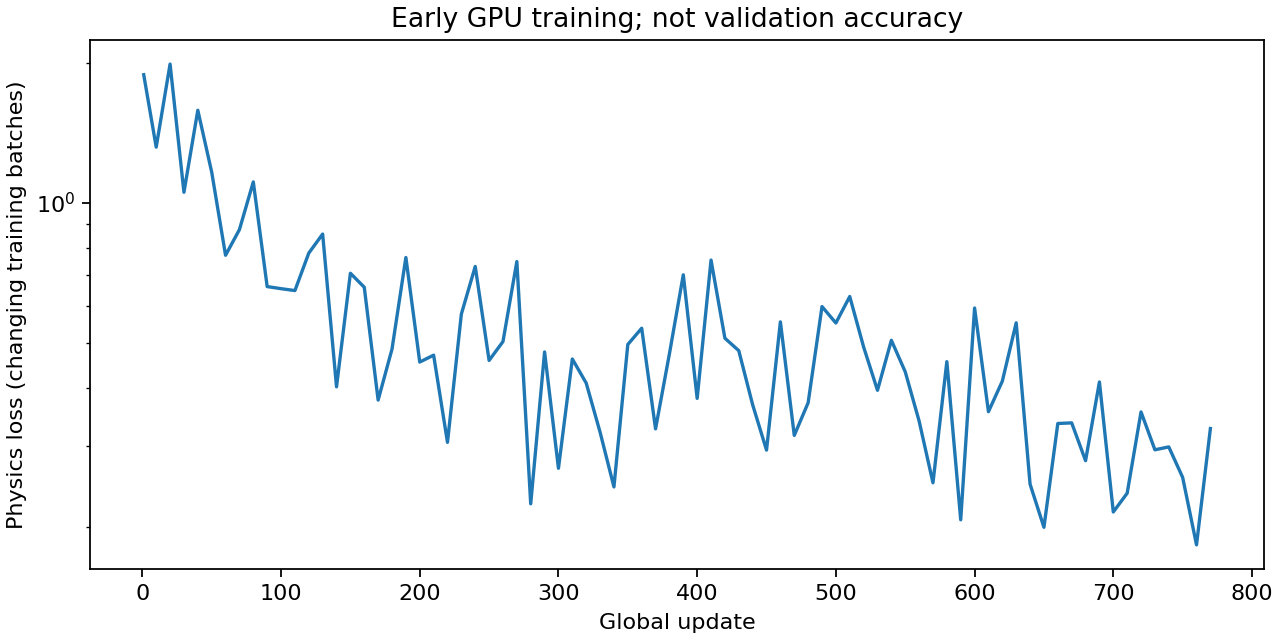 Early GPU training; not validation accuracy
Physics loss (changing training batches)
10⁰
0 100 200 300 400 500 600 700 800
Global update